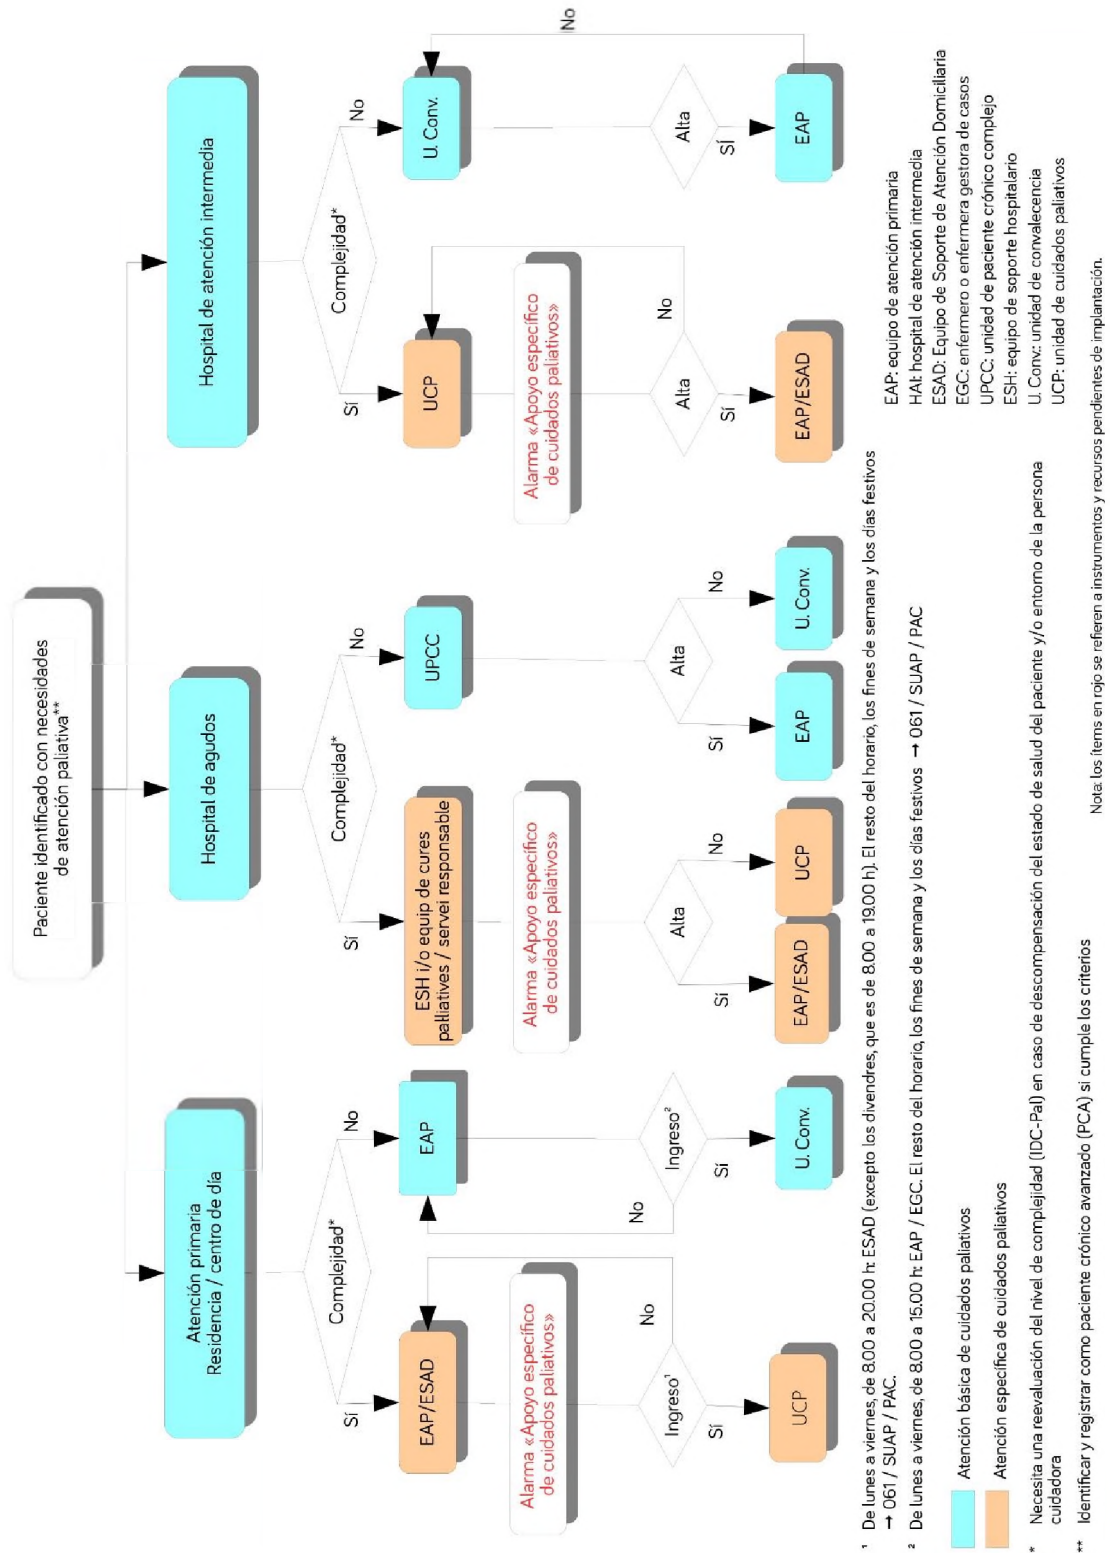 Paciente identificado con necesidades
de atención paliativa**
Atención primaria
Residencia / centro de día
Hospital de agudos
Hospital de atención intermedia
Complejidad*
Sí
No
Complejidad*
Sí
No
Complejidad*
Sí
No
EAP/ESAD
EAP
ESH i/o equip de cures
pal·liatives / servei responsable
UPCC
UCP
U. Conv.
Alarma «Apoyo específico
de cuidados paliativos»
Alarma «Apoyo específico
de cuidados paliativos»
Alarma «Apoyo específico
de cuidados paliativos»
Ingreso¹
No
Sí
Ingreso²
No
Sí
Alta
Sí
No
Alta
Sí
No
Alta
Sí
No
Alta
Sí
No
UCP
U. Conv.
EAP/ESAD
UCP
EAP
U. Conv.
EAP/ESAD
EAP
¹ De lunes a viernes, de 8.00 a 20.00 h: ESAD (excepto los divendres, que es de 8.00 a 19.00 h). El resto del horario, los fines de semana y los días festivos
→ 061 / SUAP / PAC.
² De lunes a viernes, de 8.00 a 15.00 h: EAP / EGC. El resto del horario, los fines de semana y los días festivos → 061 / SUAP / PAC
Atención básica de cuidados paliativos
Atención específica de cuidados paliativos
* Necesita una reevaluación del nivel de complejidad (IDC-Pal) en caso de descompensación del estado de salud del paciente y/o entorno de la persona
cuidadora
** Identificar y registrar como paciente crónico avanzado (PCA) si cumple los criterios
EAP: equipo de atención primaria
HAI: hospital de atención intermedia
ESAD: Equipo de Soporte de Atención Domiciliaria
EGC: enfermero o enfermera gestora de casos
UPCC: unidad de paciente crónico complejo
ESH: equipo de soporte hospitalario
U. Conv.: unidad de convalecencia
UCP: unidad de cuidados paliativos
Nota: los ítems en rojo se refieren a instrumentos y recursos pendientes de implantación.